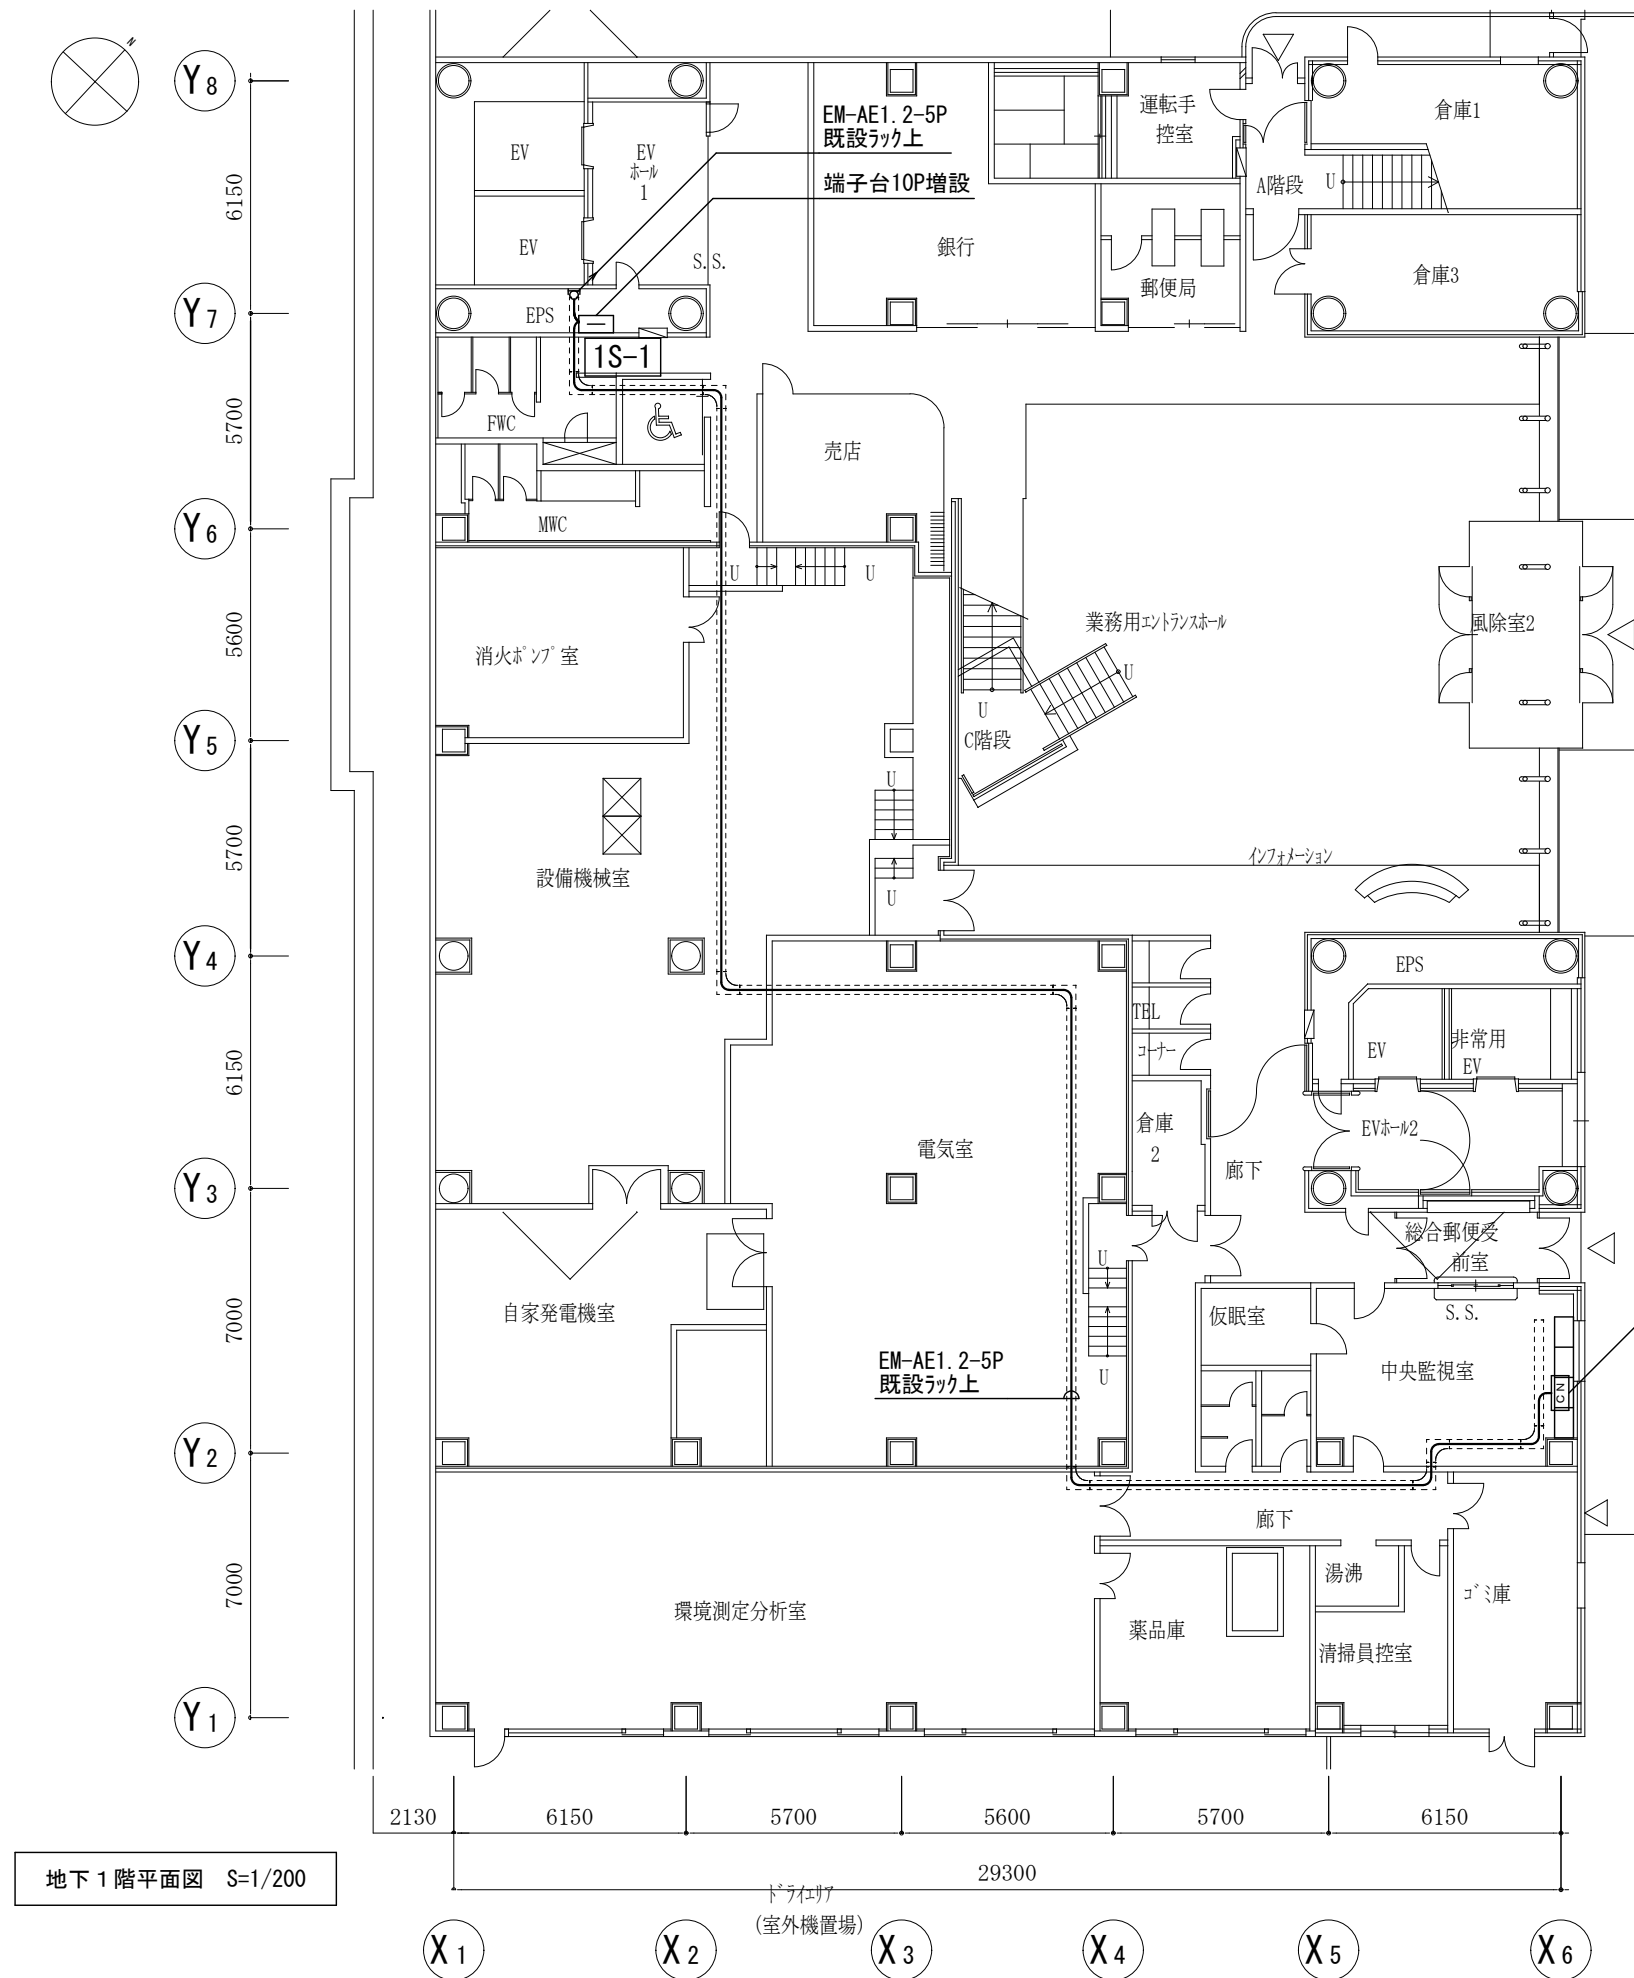 N
Y8
Y7
Y6
Y5
Y4
Y3
Y2
Y1
6150
5700
5600
5700
6150
7000
7000
EM-AE1.2-5P
既設ﾗｯｸ上
端子台10P増設
EV
EV
EV
ﾎｰﾙ
1
S.S.
EPS
1S-1
FWC
MWC
銀行
運転手
控室
郵便局
A階段
U
倉庫1
倉庫3
売店
U
U
消火ﾎﾟﾝﾌﾟ室
業務用ｴﾝﾄﾗﾝｽﾎｰﾙ
風除室2
U
U
C階段
U
U
設備機械室
ｲﾝﾌｫﾒｰｼｮﾝ
EPS
TEL
ｺｰﾅｰ
EV
非常用
EV
倉庫
2
電気室
廊下
EVﾎｰﾙ2
総合郵便受
前室
自家発電機室
U
U
仮眠室
S.S.
中央監視室
CN
EM-AE1.2-5P
既設ﾗｯｸ上
廊下
環境測定分析室
薬品庫
湯沸
清掃員控室
ｺﾞﾐ庫
2130
6150
5700
5600
5700
6150
29300
地下1階平面図 S=1/200
ﾄﾞﾗｲｴﾘｱ
(室外機置場)
X1
X2
X3
X4
X5
X6